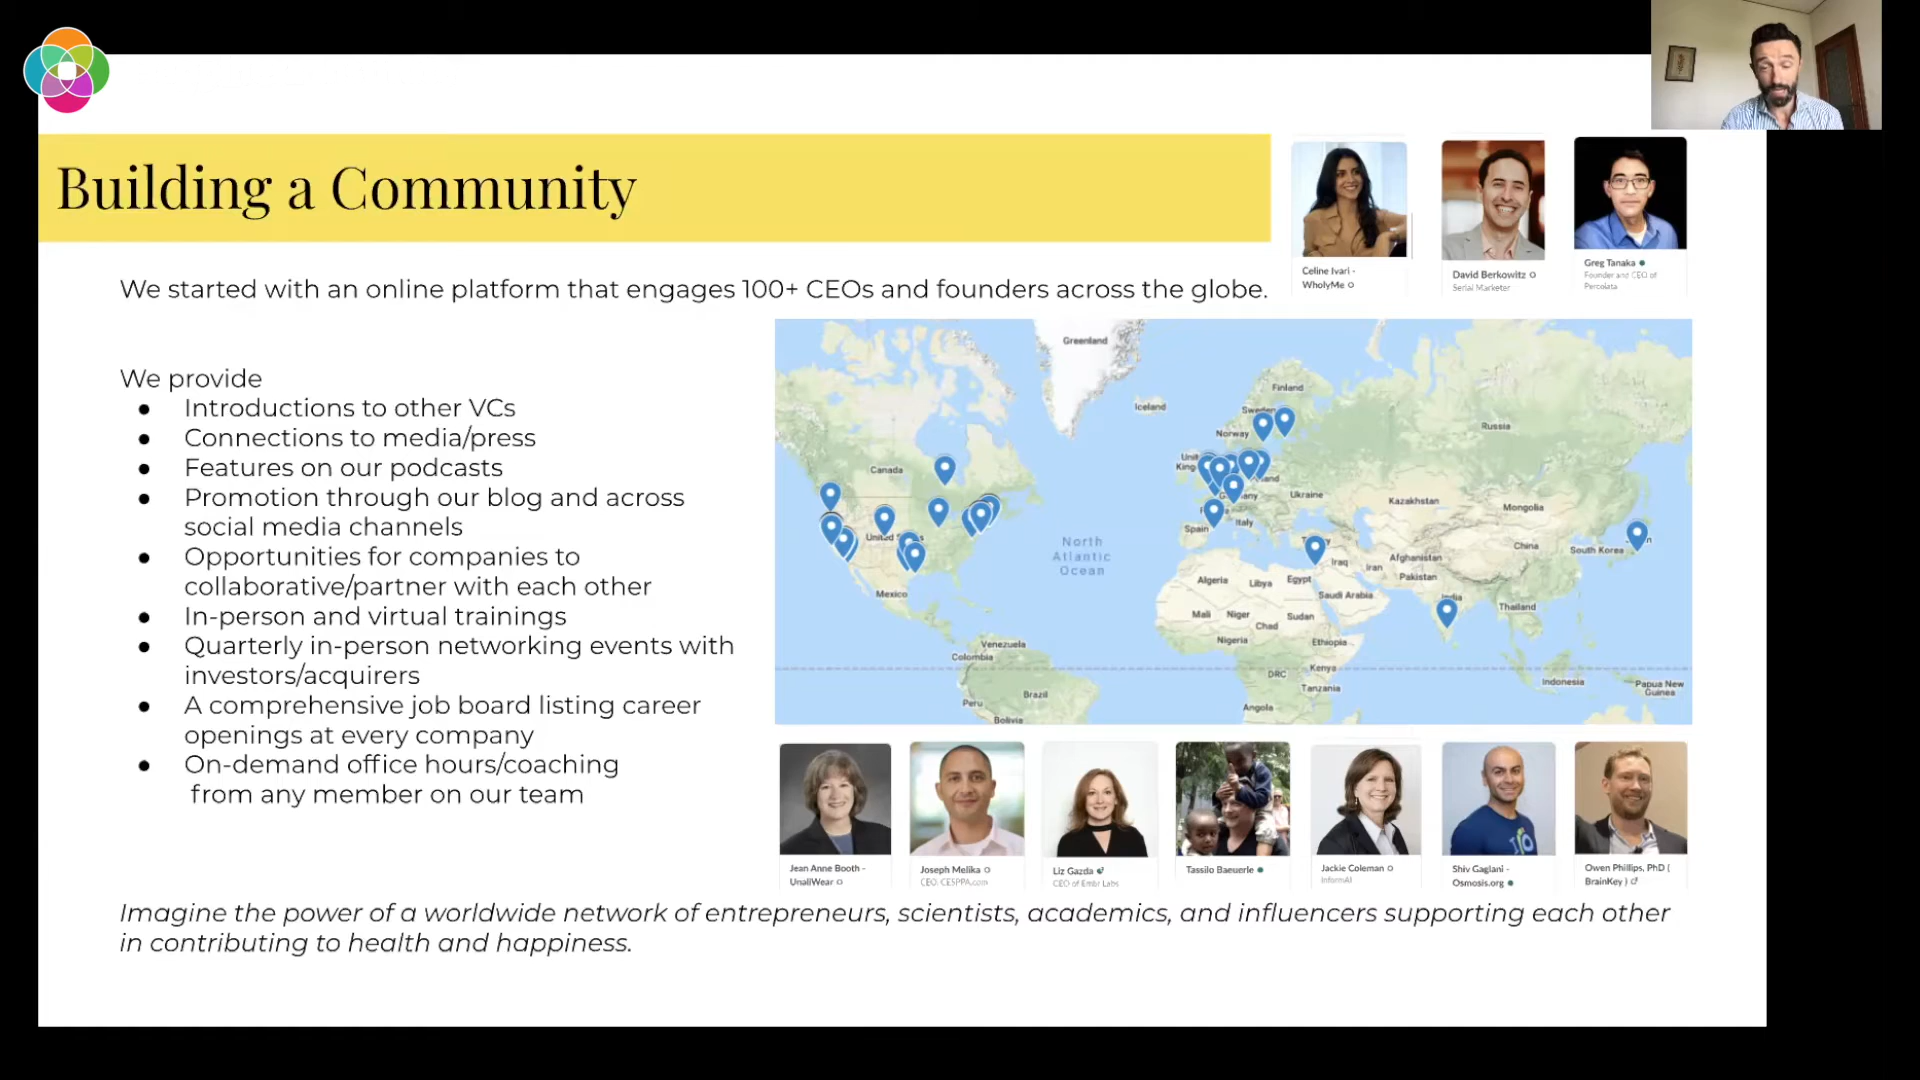 Building a Community
We started with an online platform that engages 100+ CEOs and founders across the globe.
Celine Ivari -
WholyMe
David Berkowitz
Serial Marketer
Greg Tanaka
Founder and CEO of
Percolata
We provide
● Introductions to other VCs
● Connections to media/press
● Features on our podcasts
● Promotion through our blog and across
social media channels
● Opportunities for companies to
collaborative/partner with each other
● In-person and virtual trainings
● Quarterly in-person networking events with
investors/acquirers
● A comprehensive job board listing career
openings at every company
● On-demand office hours/coaching
from any member on our team
Greenland
Iceland
Finland
Sweden
Norway
Russia
Canada
Ukraine
Kazakhstan
Mongolia
Spain
Italy
North
Atlantic
Ocean
China
South Korea
Afghanistan
Iraq
Iran
Pakistan
Mexico
Algeria
Libya
Egypt
Saudi Arabia
India
Thailand
Mali
Niger
Chad
Sudan
Nigeria
Ethiopia
Venezuela
Colombia
DRC
Kenya
Tanzania
Indonesia
Papua New
Guinea
Brazil
Peru
Angola
Bolivia
Jean Anne Booth -
UnaliWear
Joseph Melika
CEO: CESPPA.com
Liz Gazda
CEO of Embr Labs
Tassilo Baeuerle
Jackie Coleman
InformAI
Shiv Gaglani -
Osmosis.org
Owen Phillips, PhD (
BrainKey )
Imagine the power of a worldwide network of entrepreneurs, scientists, academics, and influencers supporting each other
in contributing to health and happiness.